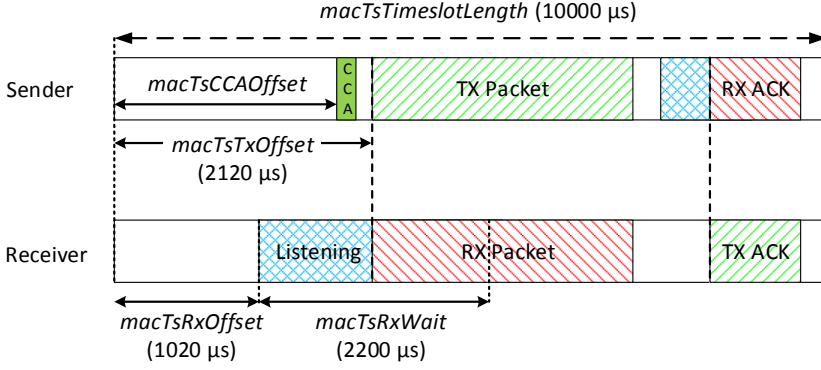 macTsTimeslotLength (10000 µs)
Sender
macTsCCAOffset
C
C
A
TX Packet
RX ACK
macTsTxOffset
(2120 µs)
Receiver
Listening
RX Packet
TX ACK
macTsRxOffset
(1020 µs)
macTsRxWait
(2200 µs)